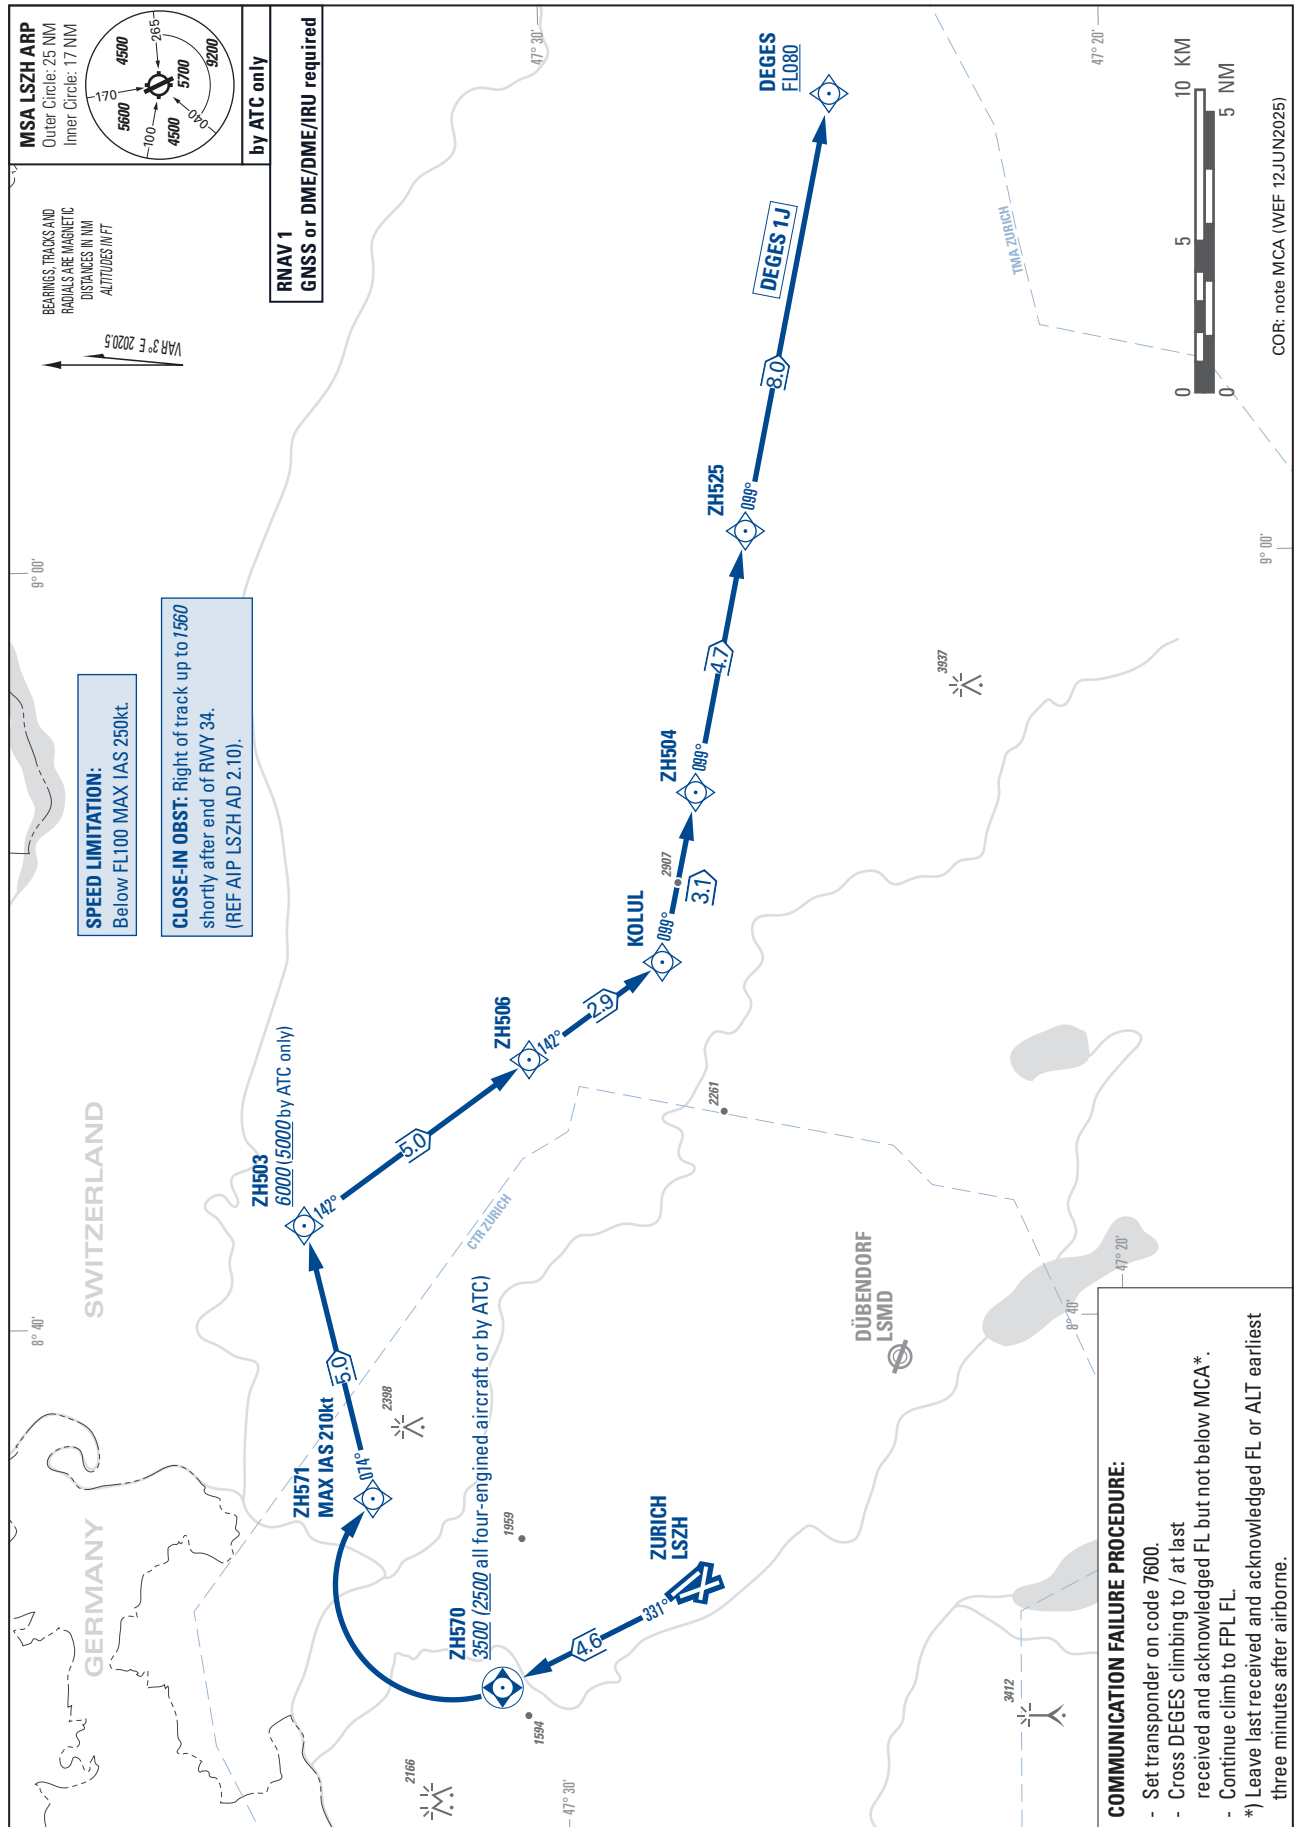 MSA LSZH ARP
Outer Circle: 25 NM
Inner Circle: 17 NM
170
265
100
040
4500
5600
5700
4500
9200
by ATC only
RNAV 1
GNSS or DME/DME/IRU required
BEARINGS, TRACKS AND
RADIALS ARE MAGNETIC
DISTANCES IN NM
ALTITUDES IN FT
VAR 3° E 2020.5
SPEED LIMITATION:
Below FL100 MAX IAS 250kt.
CLOSE-IN OBST: Right of track up to 1560
shortly after end of RWY 34.
(REF AIP LSZH AD 2.10).
GERMANY
SWITZERLAND
8° 40'
9° 00'
47° 30'
47° 30'
47° 20'
47° 20'
8° 40'
9° 00'
ZURICH
LSZH
331°
4.6
ZH570
3500 (2500 all four-engined aircraft or by ATC)
ZH571
MAX IAS 210kt
074°
5.0
ZH503
6000 (5000 by ATC only)
142°
5.0
ZH506
142°
2.9
KOLUL
099°
3.1
ZH504
099°
4.7
ZH525
099°
8.0
DEGES 1J
DEGES
FL080
2166
1594
1959
2398
2261
2907
3937
3412
CTR ZURICH
TMA ZURICH
DÜBENDORF
LSMD
0 5 10 KM
0 5 NM
COR: note MCA (WEF 12JUN2025)
COMMUNICATION FAILURE PROCEDURE:
- Set transponder on code 7600.
- Cross DEGES climbing to / at last
received and acknowledged FL but not below MCA*.
- Continue climb to FPL FL.
*) Leave last received and acknowledged FL or ALT earliest
three minutes after airborne.